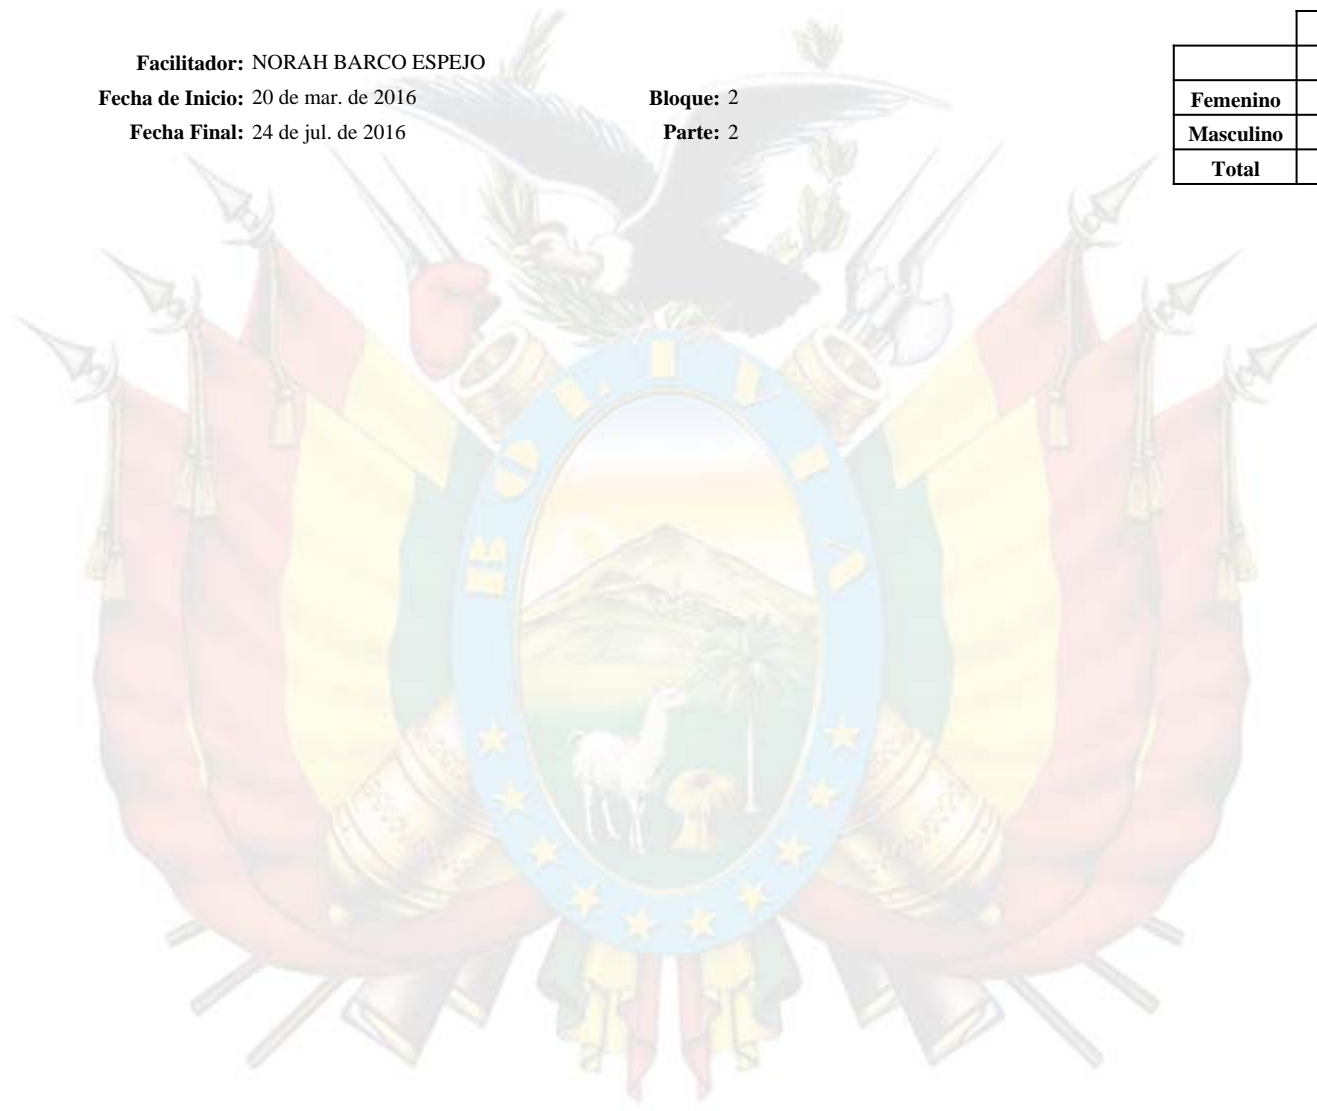 Facilitador: NORAH BARCO ESPEJO
Fecha de Inicio: 20 de mar. de 2016 Bloque: 2
Fecha Final: 24 de jul. de 2016 Parte: 2
Femenino
Masculino
Total
BOLIVIA